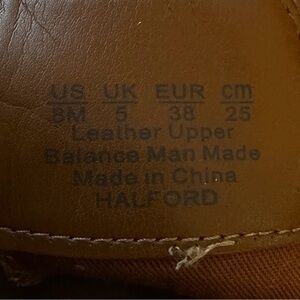 US UK EUR cm
8M 5 38 25
Leather Upper
Balance Man Made
Made in China
HALFORD